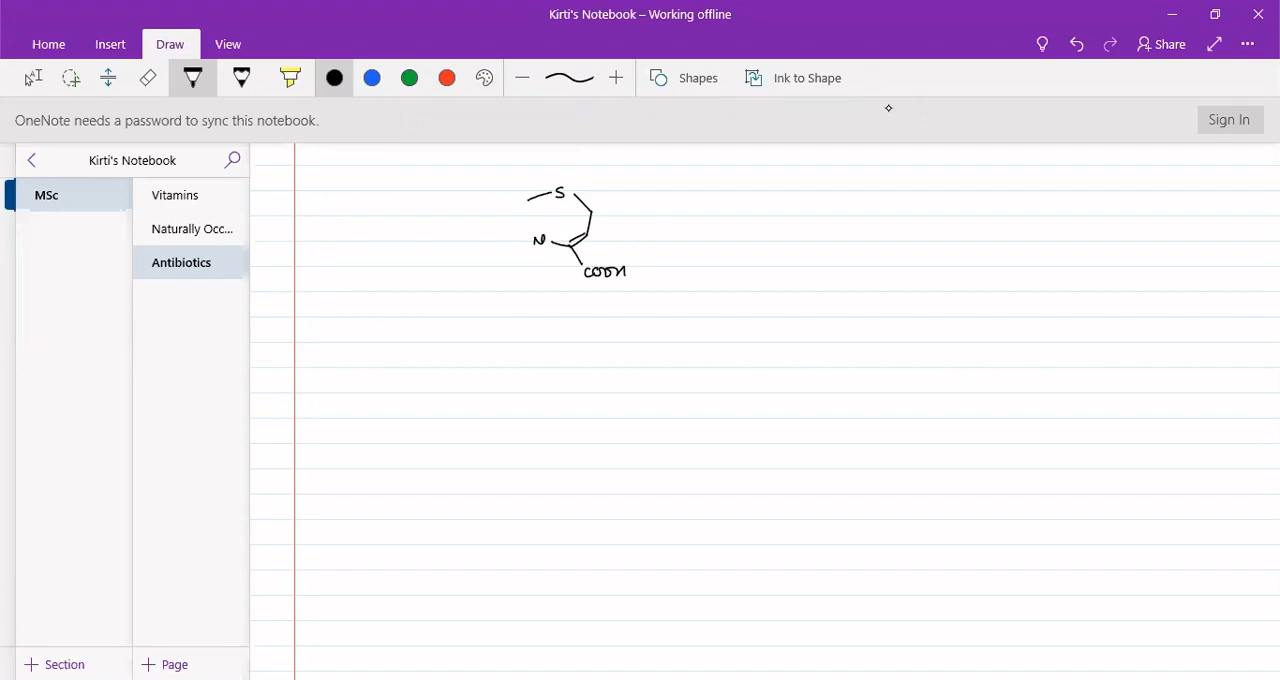 Kirti's Notebook – Working offline
Home Insert Draw View Share
Shapes Ink to Shape
OneNote needs a password to sync this notebook. Sign In
Kirti's Notebook
MSc
Vitamins
Naturally Occ...
Antibiotics
S
N
COOH
+ Section + Page